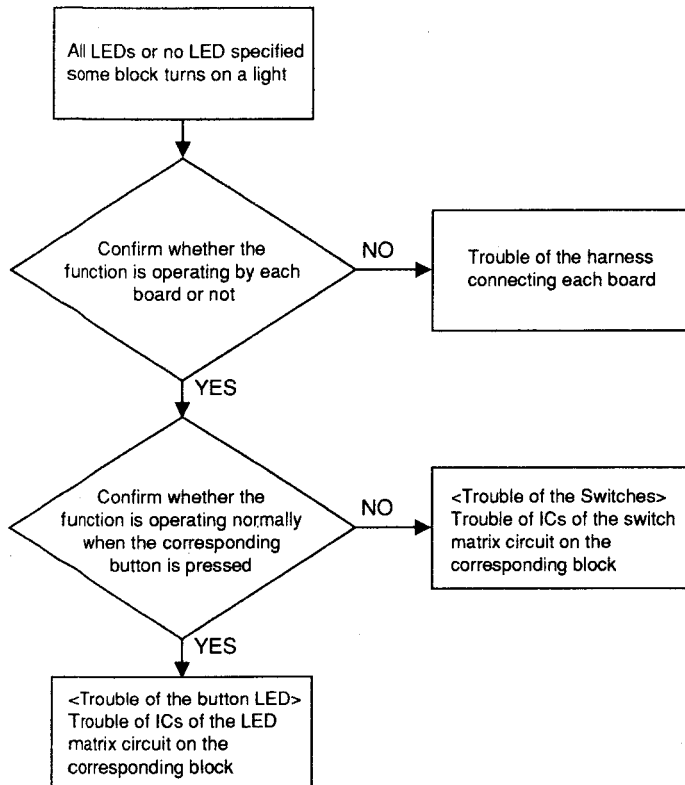 All LEDs or no LED specified
some block turns on a light
Confirm whether the
function is operating by each
board or not
NO
Trouble of the harness
connecting each board
YES
Confirm whether the
function is operating normally
when the corresponding
button is pressed
NO
<Trouble of the Switches>
Trouble of ICs of the switch
matrix circuit on the
corresponding block
YES
<Trouble of the button LED>
Trouble of ICs of the LED
matrix circuit on the
corresponding block